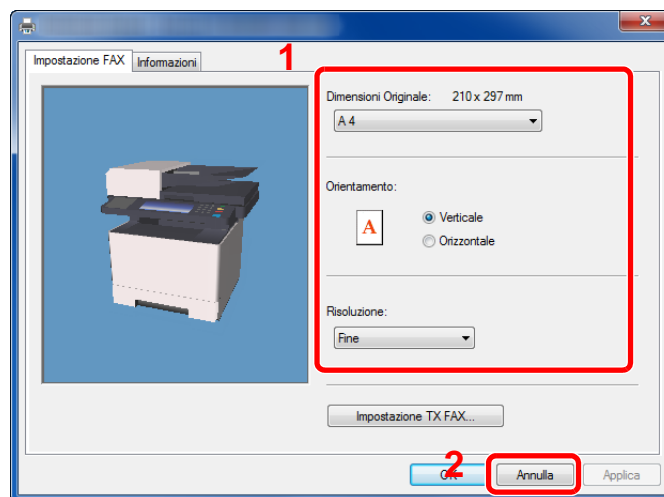 Impostazione FAX
Informazioni
1
Dimensioni Originale: 210 x 297 mm
A 4
Orientamento:
A
Verticale
Orizzontale
Risoluzione:
Fine
Impostazione TX FAX...
2
OK
Annulla
Applica